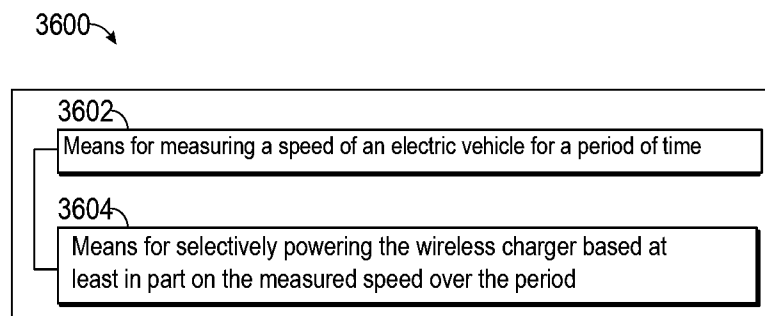 3600
3602
Means for measuring a speed of an electric vehicle for a period of time
3604
Means for selectively powering the wireless charger based at
least in part on the measured speed over the period